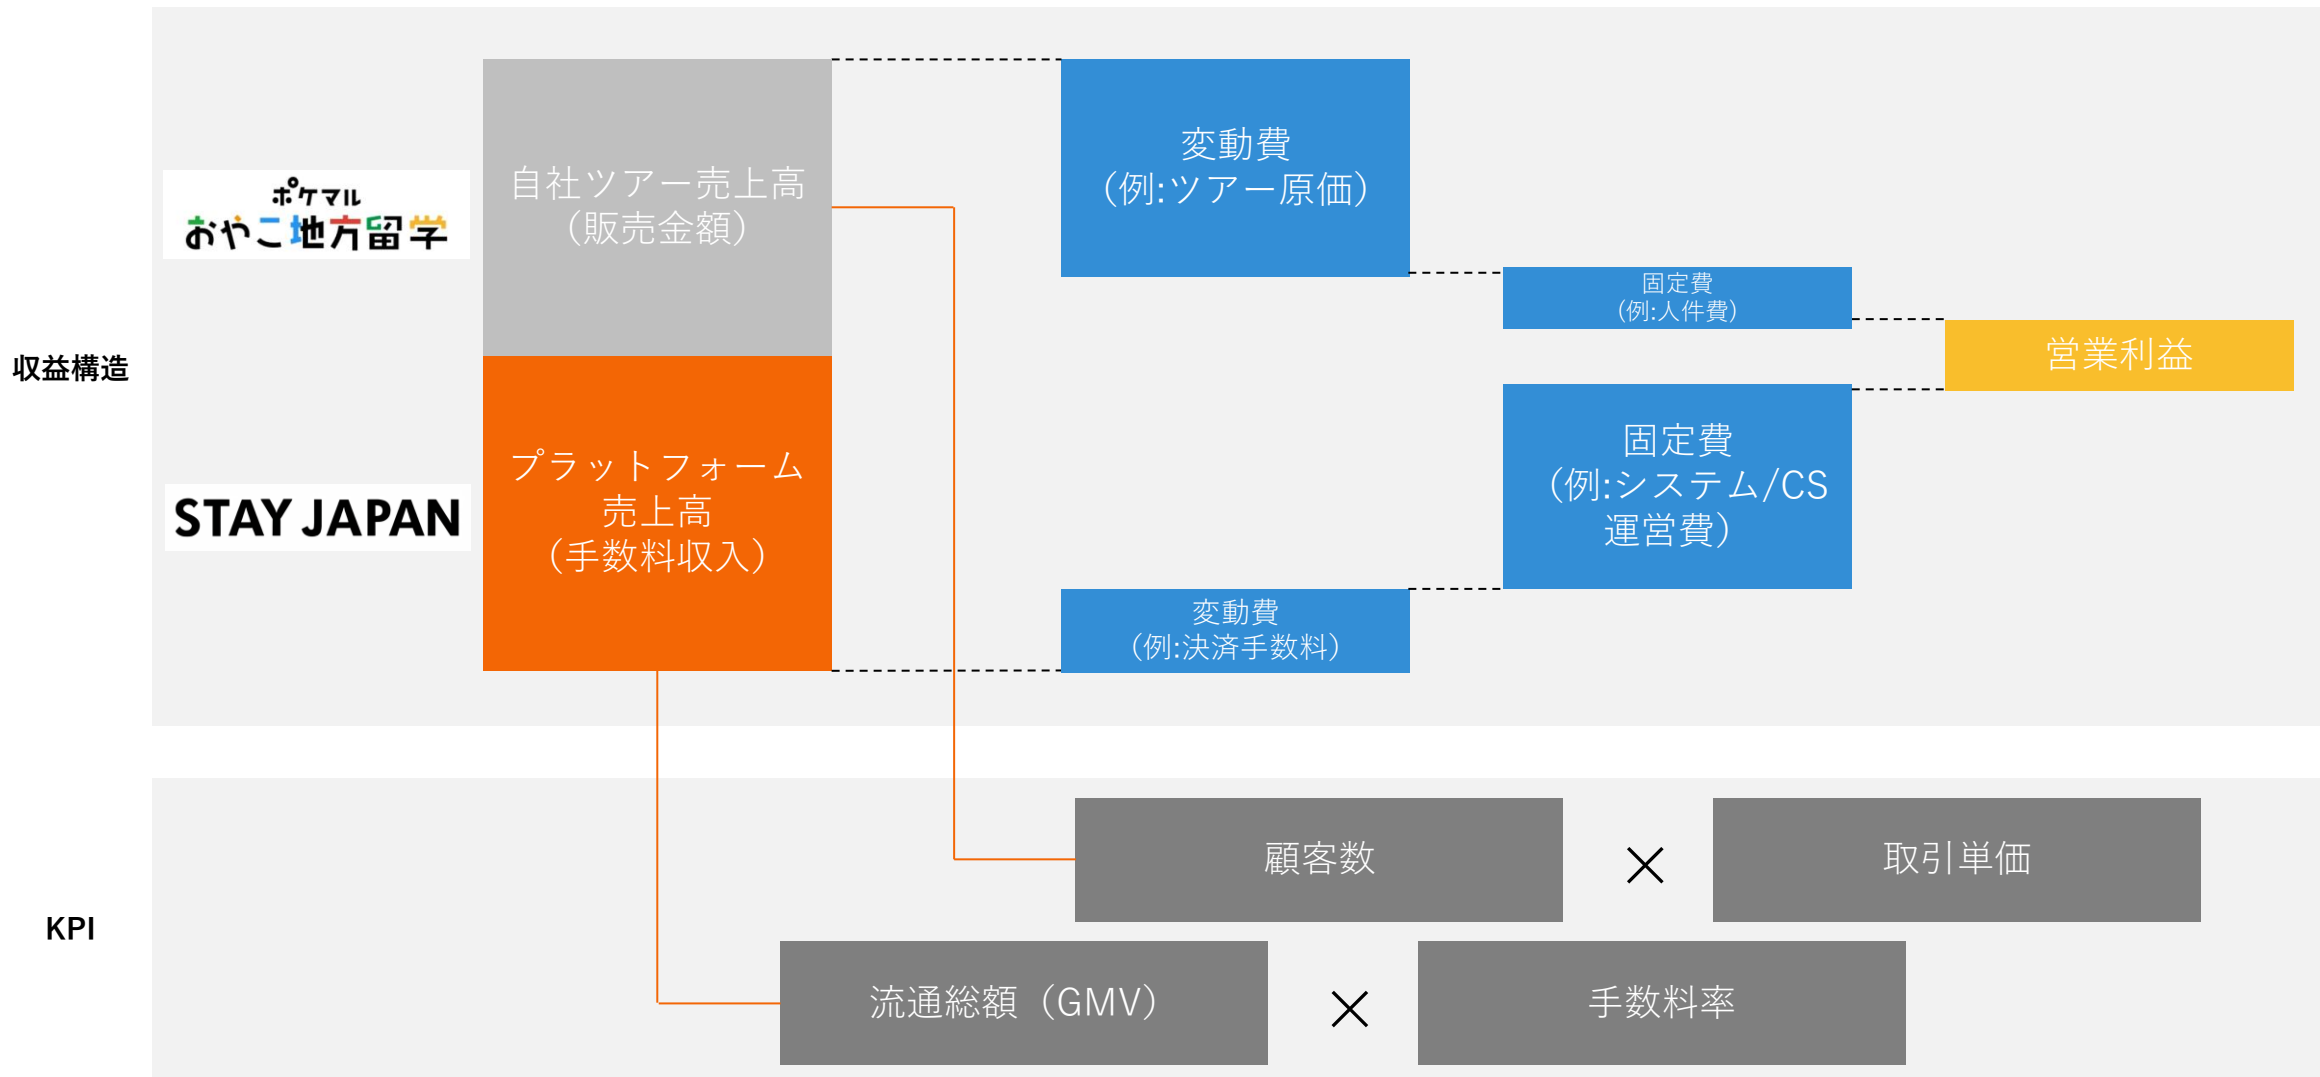 収益構造
ポケマル
おやこ地方留学
STAY JAPAN
自社ツアー売上高
（販売金額）
プラットフォーム
売上高
（手数料収入）
変動費
（例:ツアー原価）
固定費
（例:人件費）
営業利益
固定費
（例:システム/CS
運営費）
変動費
（例:決済手数料）
KPI
顧客数
×
取引単価
流通総額（GMV）
×
手数料率